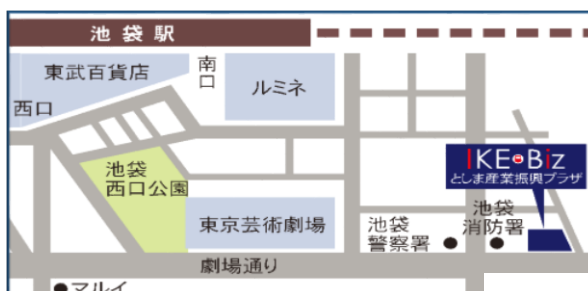 池袋駅
東武百貨店
南口
ルミネ
西口
池袋
西口公園
IKE・Biz
としま産業振興プラザ
東京芸術劇場
池袋
警察署
池袋
消防署
劇場通り
マルイ